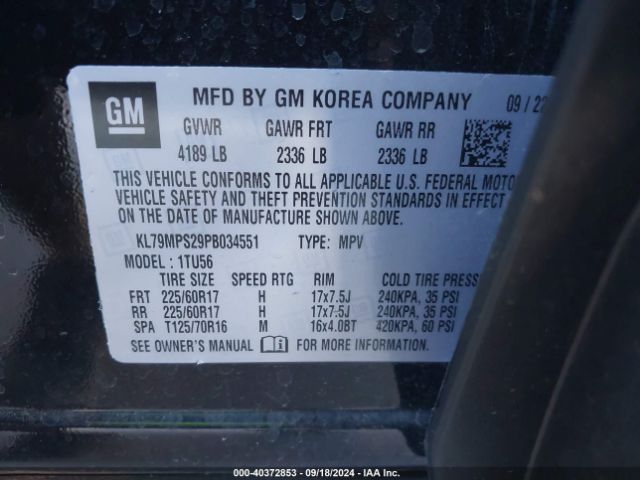 GM MFD BY GM KOREA COMPANY 09 / 22
GVWR GAWR FRT GAWR RR
4189 LB 2336 LB 2336 LB
THIS VEHICLE CONFORMS TO ALL APPLICABLE U.S. FEDERAL MOTO
VEHICLE SAFETY AND THEFT PREVENTION STANDARDS IN EFFECT
ON THE DATE OF MANUFACTURE SHOWN ABOVE.
KL79MPS29PB034551 TYPE: MPV
MODEL : 1TU56
TIRE SIZE SPEED RTG RIM COLD TIRE PRESS
FRT 225/60R17 H 17x7.5J 240KPA, 35 PSI
RR 225/60R17 H 17x7.5J 240KPA, 35 PSI
SPA T125/70R16 M 16x4.0BT 420KPA, 60 PSI
SEE OWNER'S MANUAL FOR MORE INFORMATION.
000-40372853 - 09/18/2024 - IAAI.COM